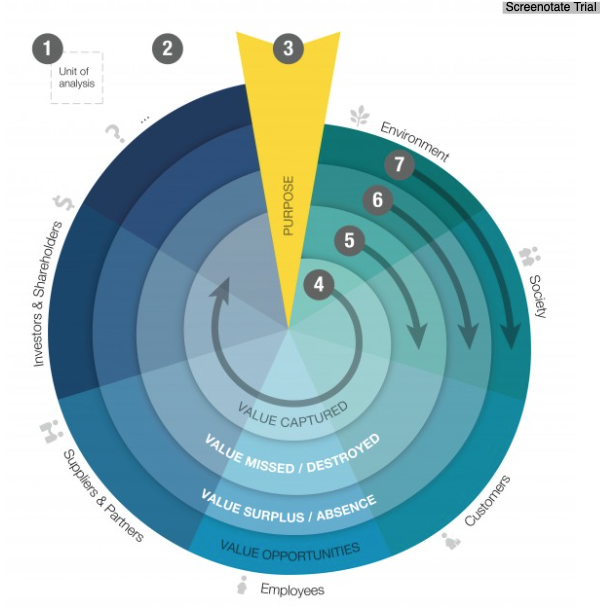 Screenotate Trial
1
2
3
Unit of
analysis
?
...
$
PURPOSE
Environment
7
6
5
4
Society
Investors & Shareholders
VALUE CAPTURED
VALUE MISSED / DESTROYED
VALUE SURPLUS / ABSENCE
VALUE OPPORTUNITIES
Suppliers & Partners
Customers
Employees